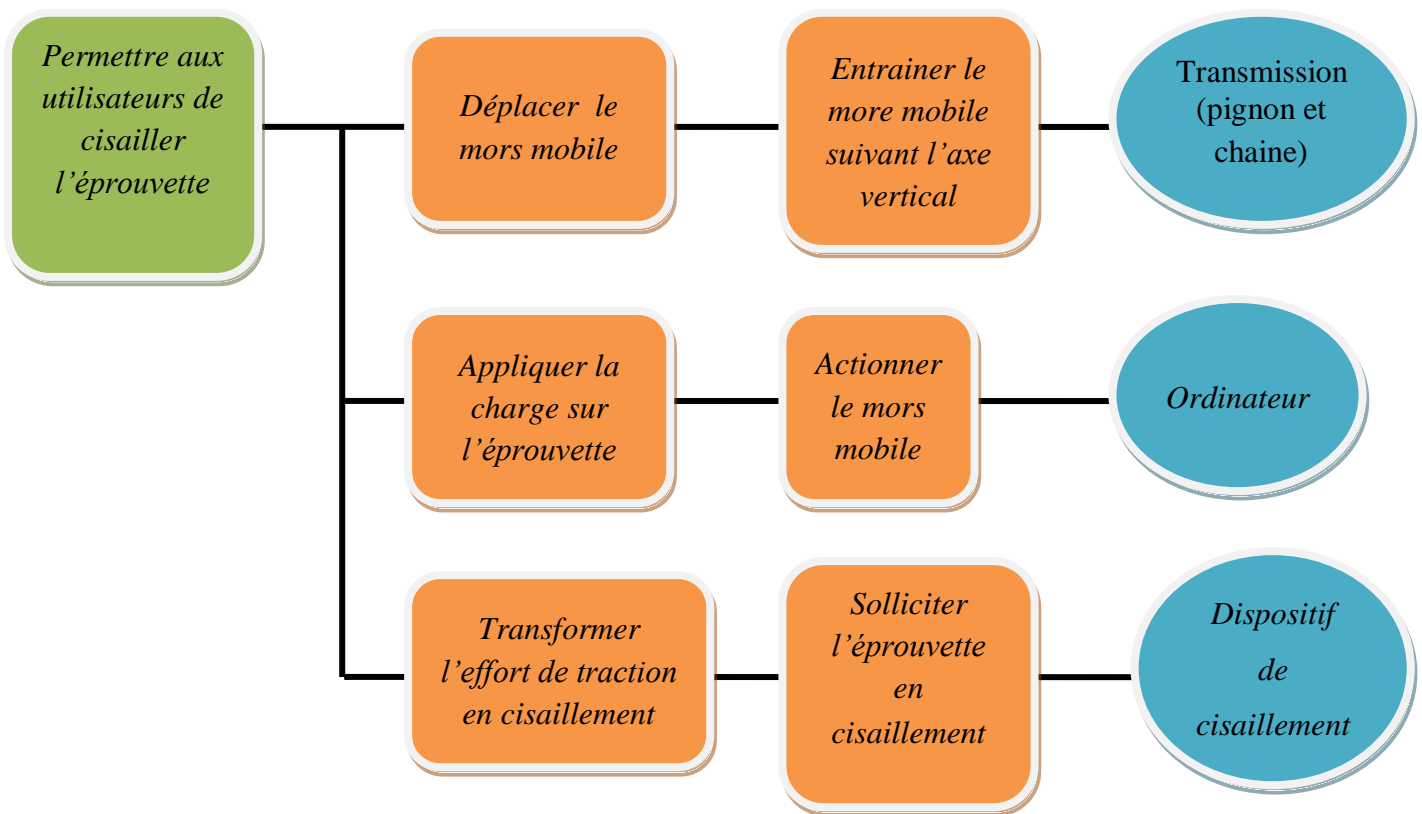 Permettre aux
utilisateurs de
cisailler
l’éprouvette
Déplacer le
mors mobile
Entrainer le
more mobile
suivant l’axe
vertical
Transmission
(pignon et
chaine)
Appliquer la
charge sur
l’éprouvette
Actionner
le mors
mobile
Ordinateur
Transformer
l’effort de traction
en cisaillement
Solliciter
l’éprouvette
en
cisaillement
Dispositif
de
cisaillement